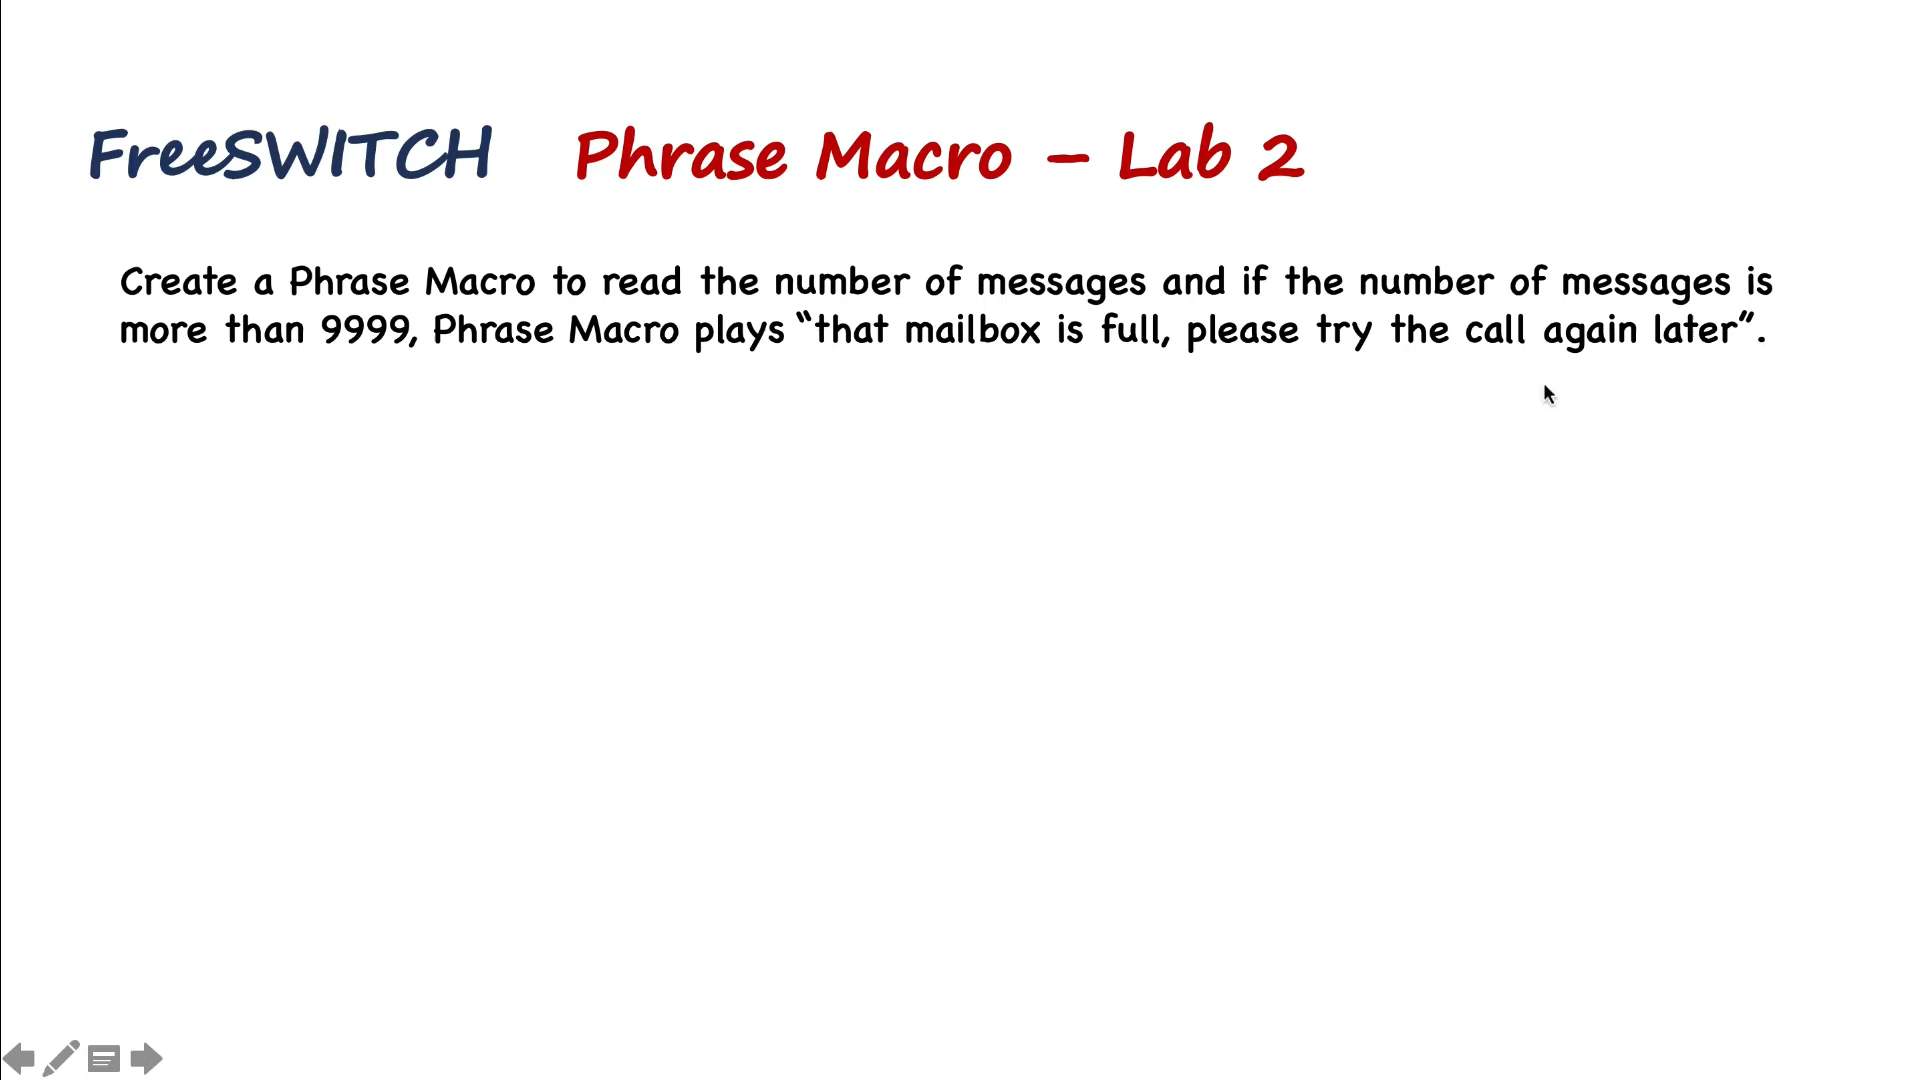 FreeSWITCH Phrase Macro – Lab 2
Create a Phrase Macro to read the number of messages and if the number of messages is
more than 9999, Phrase Macro plays “that mailbox is full, please try the call again later”.